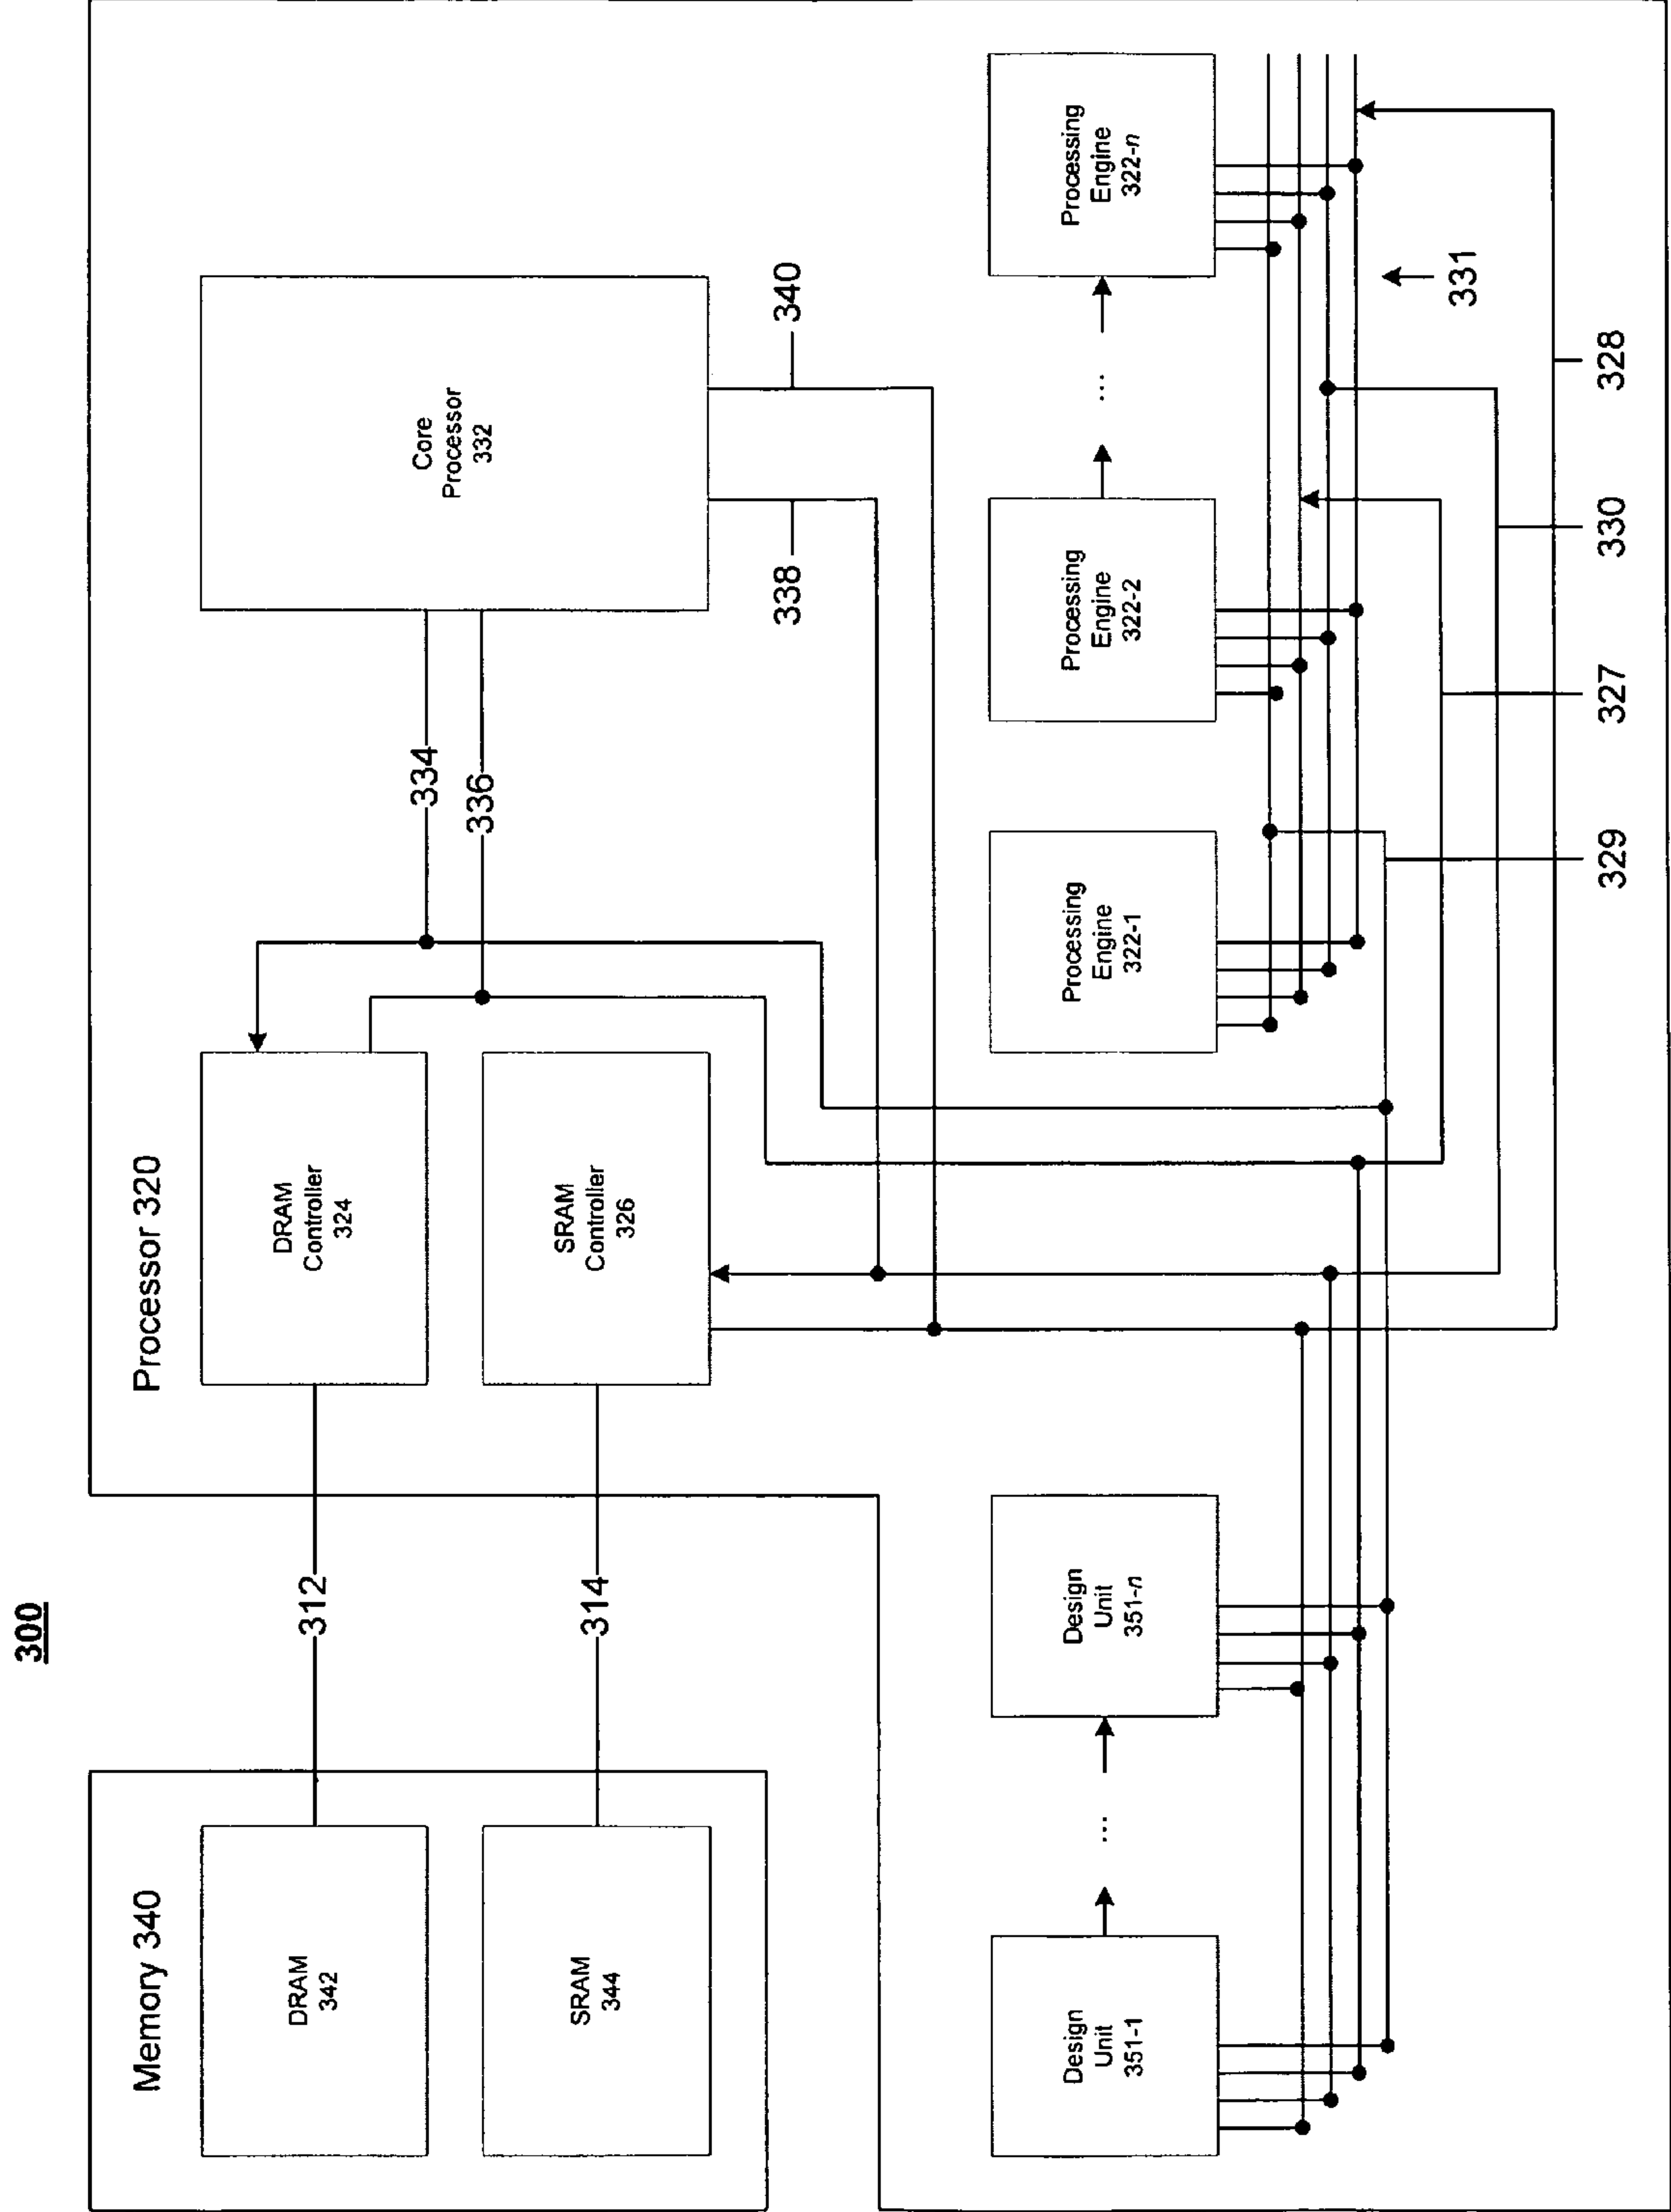 300
Memory 340
DRAM
342
SRAM
344
312
314
Processor 320
DRAM
Controller
324
SRAM
Controller
326
334
336
Core
Processor
332
338
340
Design
Unit
351-1
...
Design
Unit
351-n
Processing
Engine
322-1
Processing
Engine
322-2
...
Processing
Engine
322-n
331
329
327
330
328